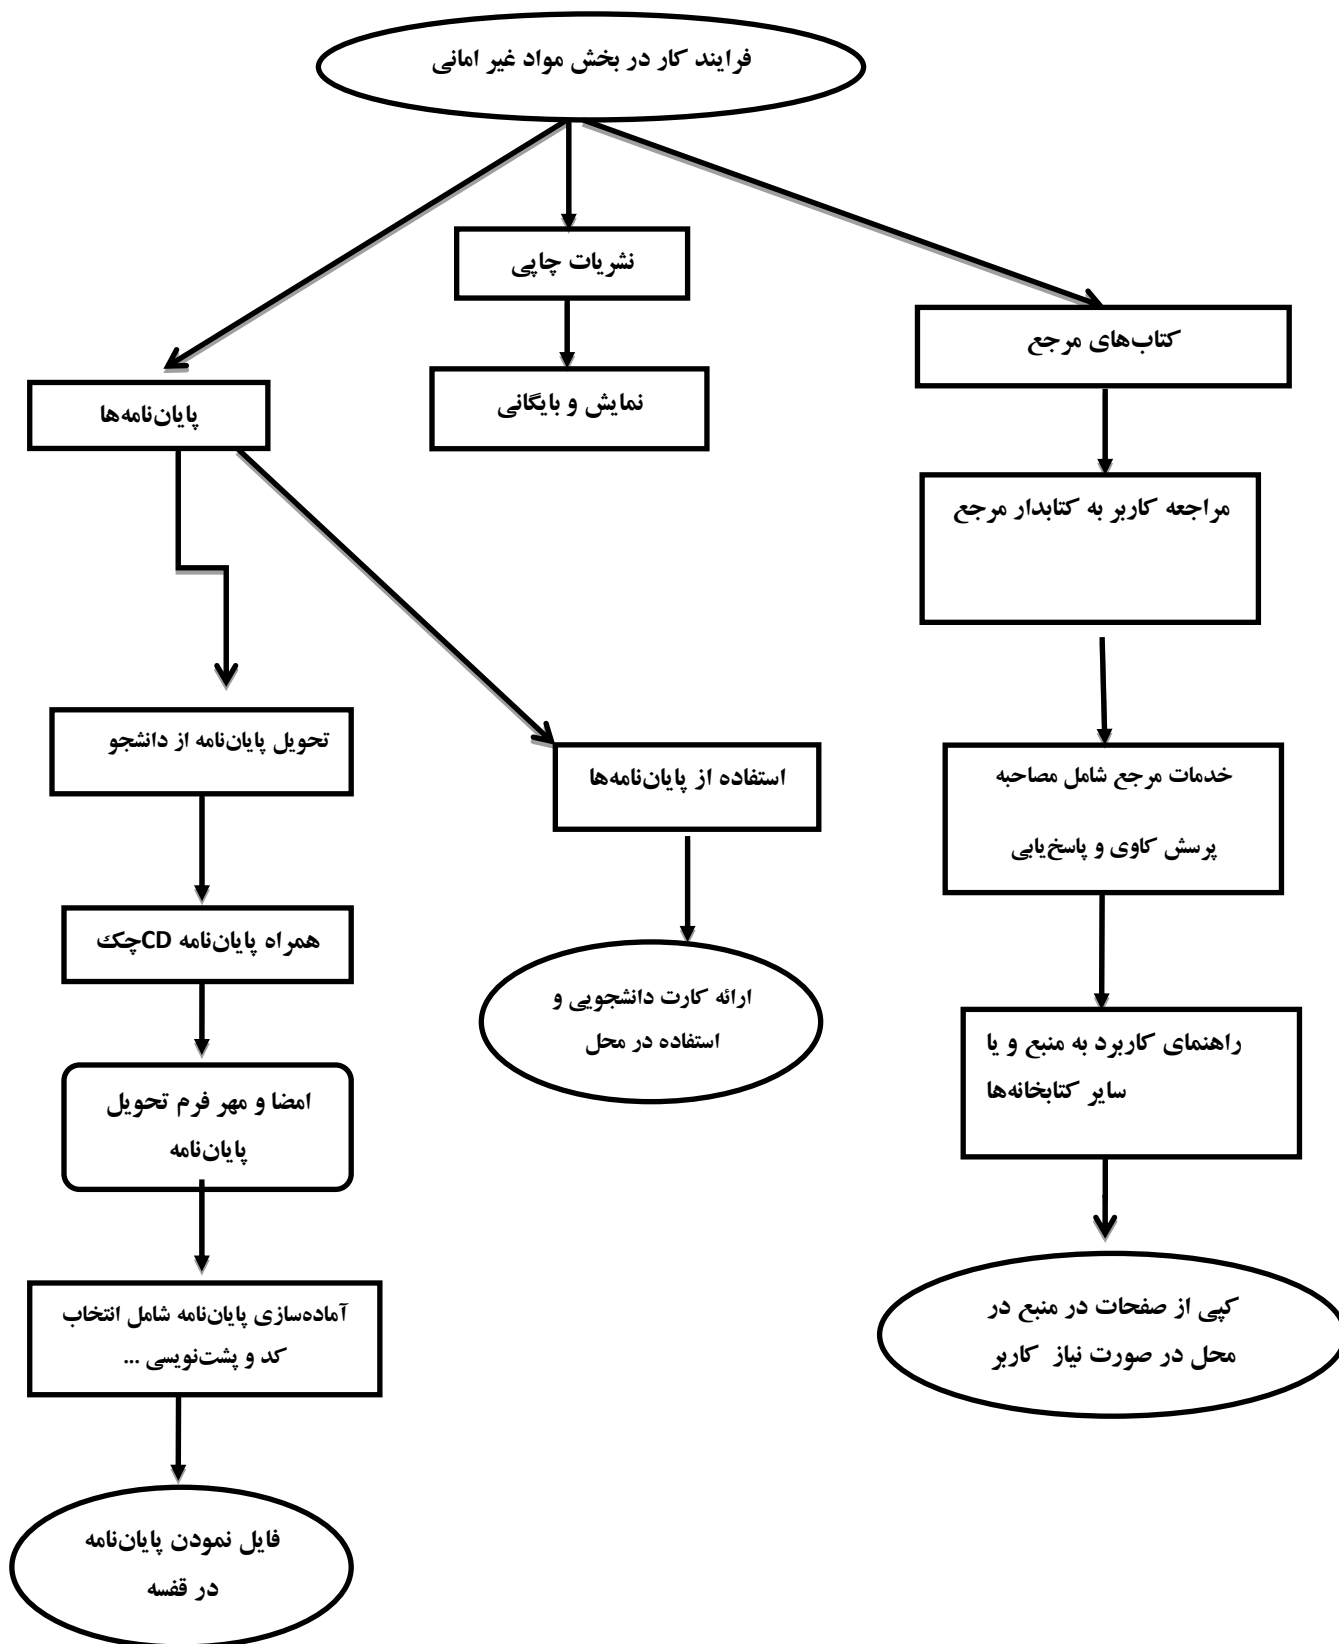 فرایند کار در بخش مواد غیر امانی
نشریات چاپی
کتاب‌های مرجع
پایان‌نامه‌ها
نمایش و بایگانی
مراجعه کاربر به کتابدار مرجع
تحویل پایان‌نامه از دانشجو
استفاده از پایان‌نامه‌ها
خدمات مرجع شامل مصاحبه
پرسش کاوی و پاسخ‌یابی
همراه پایان‌نامه CDچک
ارائه کارت دانشجویی و
استفاده در محل
راهنمای کاربرد به منبع و یا
سایر کتابخانه‌ها
امضا و مهر فرم تحویل
پایان‌نامه
آماده‌سازی پایان‌نامه شامل انتخاب
کد و پشت‌نویسی ...
کپی از صفحات در منبع در
محل در صورت نیاز کاربر
فایل نمودن پایان‌نامه
در قفسه